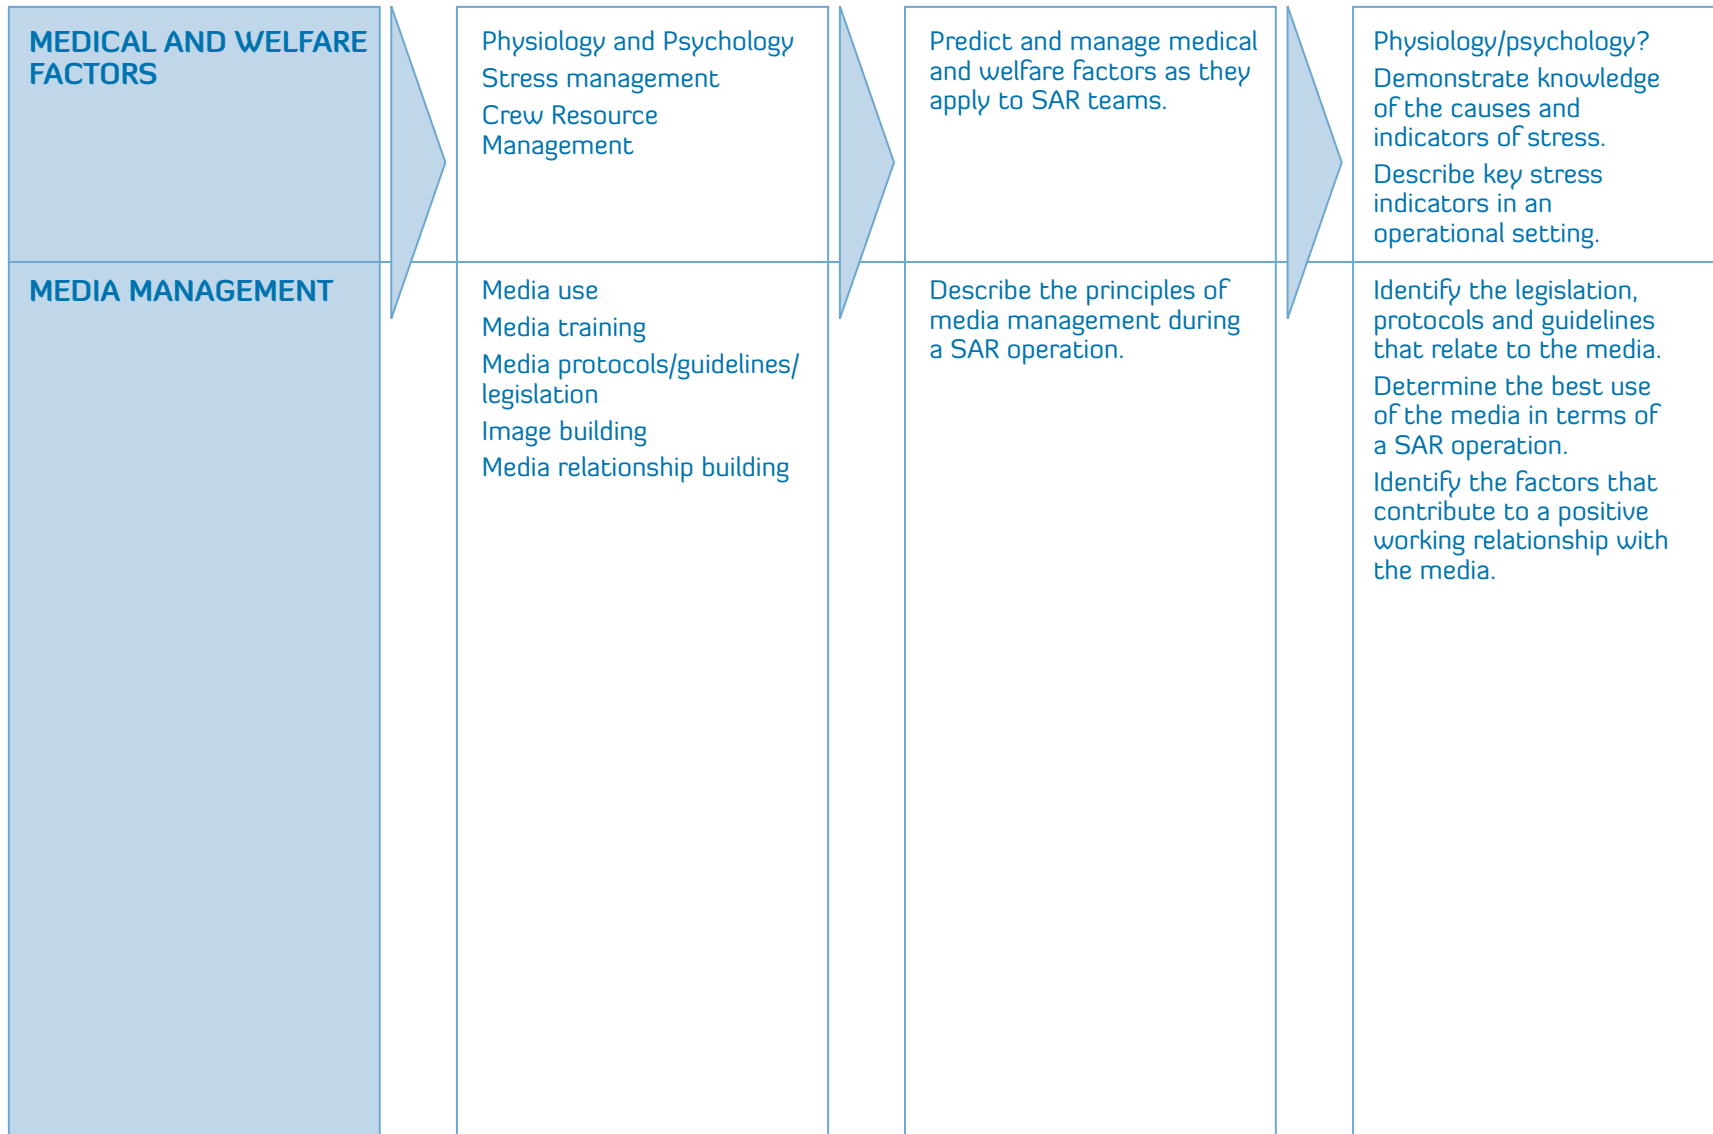 MEDICAL AND WELFARE
FACTORS
Physiology and Psychology
Stress management
Crew Resource
Management
Predict and manage medical
and welfare factors as they
apply to SAR teams.
Physiology/psychology?
Demonstrate knowledge
of the causes and
indicators of stress.
Describe key stress
indicators in an
operational setting.
MEDIA MANAGEMENT
Media use
Media training
Media protocols/guidelines/
legislation
Image building
Media relationship building
Describe the principles of
media management during
a SAR operation.
Identify the legislation,
protocols and guidelines
that relate to the media.
Determine the best use
of the media in terms of
a SAR operation.
Identify the factors that
contribute to a positive
working relationship with
the media.